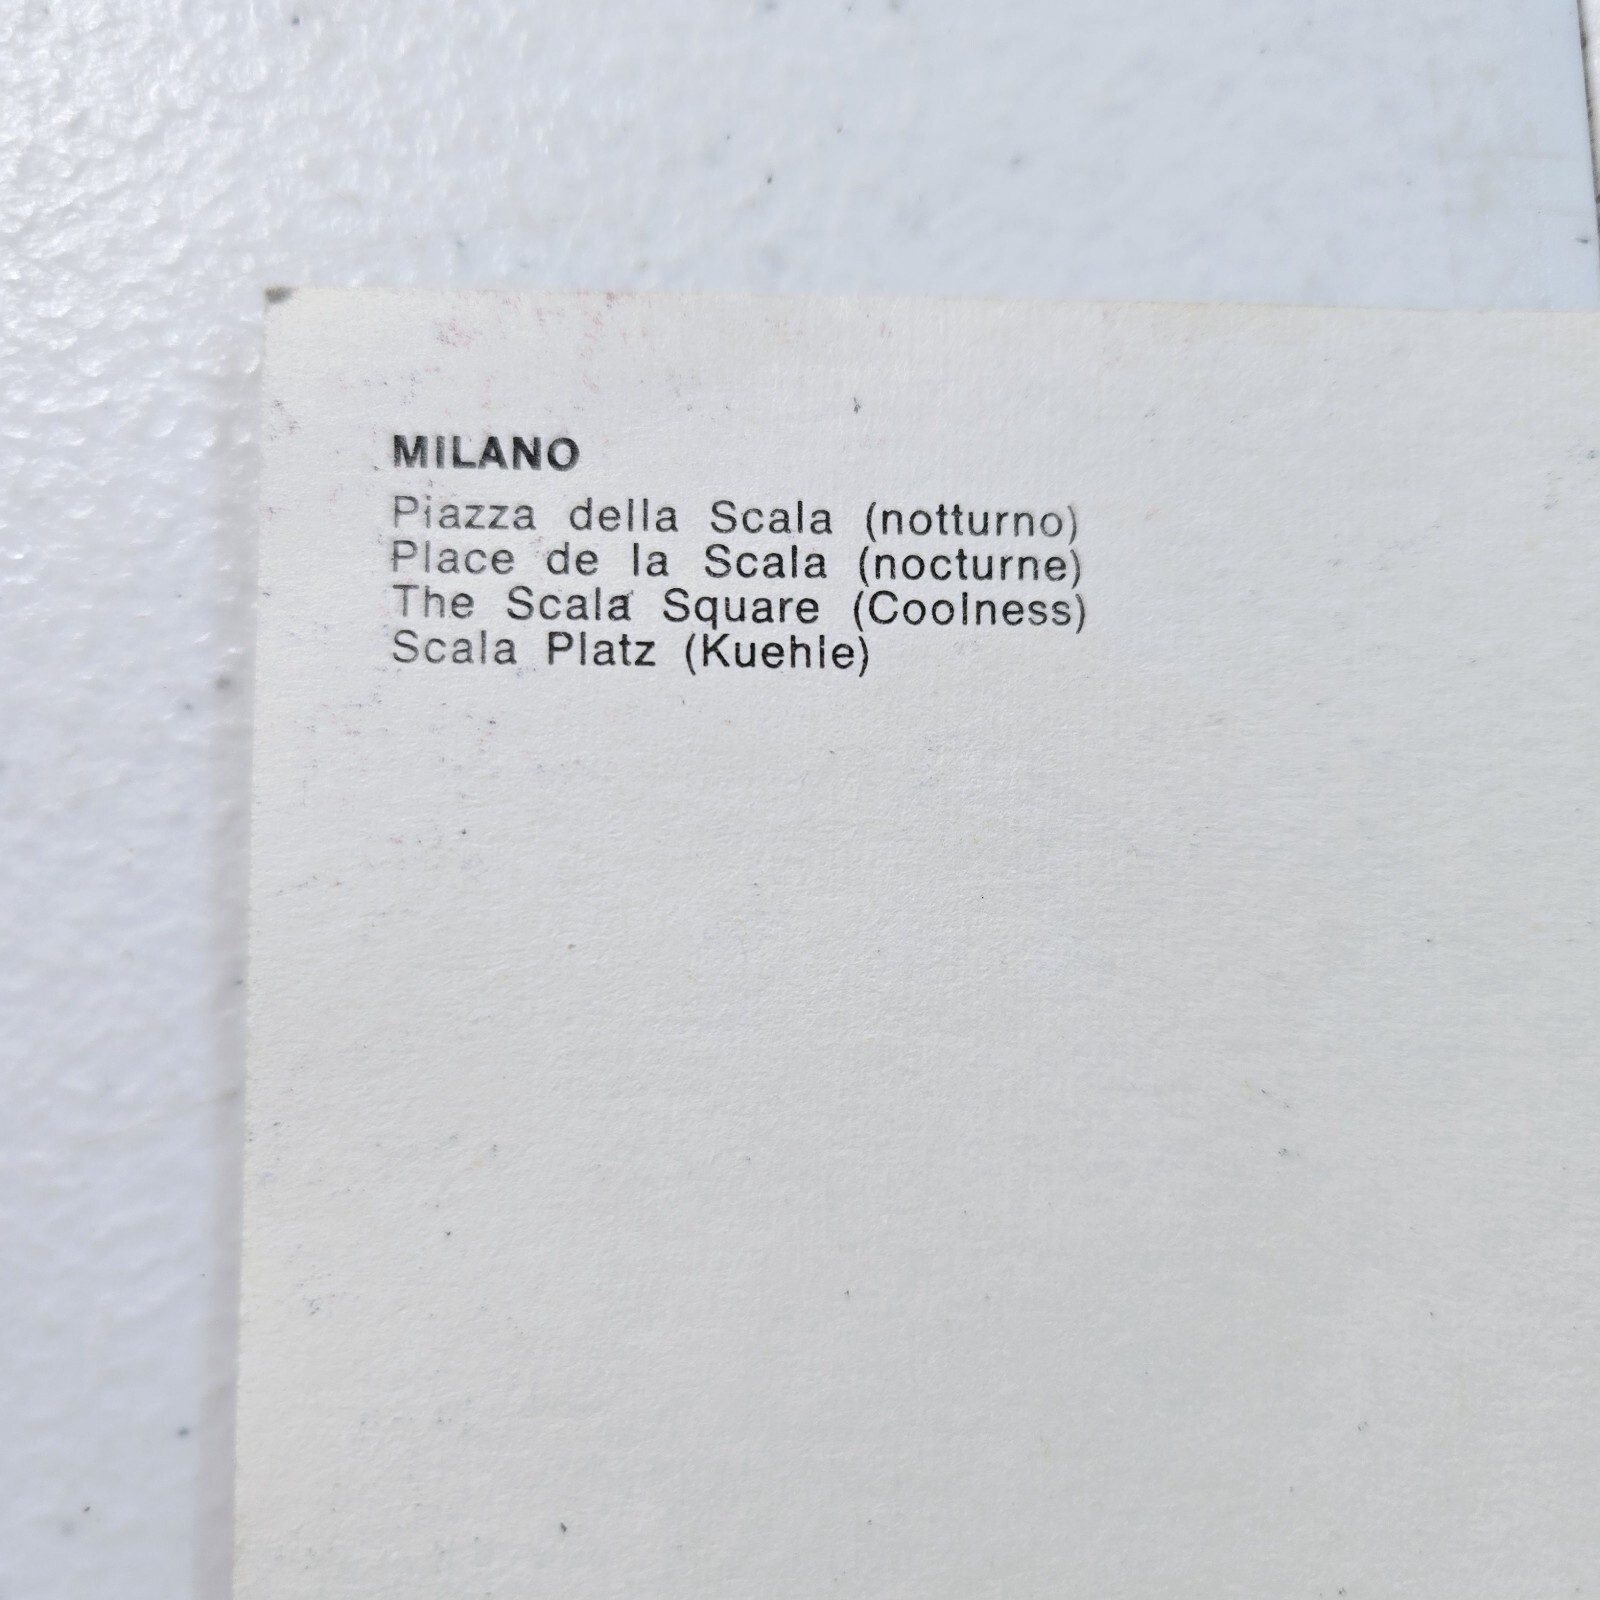 MILANO
Piazza della Scala (notturno)
Place de la Scala (nocturne)
The Scala Square (Coolness)
Scala Platz (Kuehle)